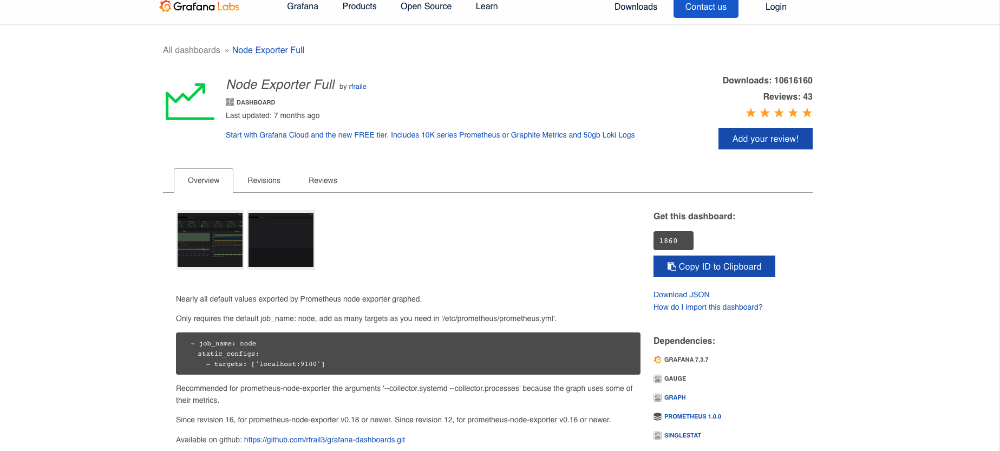 Grafana Labs
Grafana Products Open Source Learn Downloads Contact us Login
All dashboards » Node Exporter Full
Node Exporter Full by rfraile
DASHBOARD
Last updated: 7 months ago
Start with Grafana Cloud and the new FREE tier. Includes 10K series Prometheus or Graphite Metrics and 50gb Loki Logs
Downloads: 10616160
Reviews: 43
Add your review!
Overview Revisions Reviews
Nearly all default values exported by Prometheus node exporter graphed.
Only requires the default job_name: node, add as many targets as you need in '/etc/prometheus/prometheus.yml'.
- job_name: node
static_configs:
- targets: ['localhost:9100']
Recommended for prometheus-node-exporter the arguments '--collector.systemd --collector.processes' because the graph uses some of
their metrics.
Since revision 16, for prometheus-node-exporter v0.18 or newer. Since revision 12, for prometheus-node-exporter v0.16 or newer.
Available on github: https://github.com/rfrail3/grafana-dashboards.git
Get this dashboard:
1860
Copy ID to Clipboard
Download JSON
How do I import this dashboard?
Dependencies:
GRAFANA 7.3.7
GAUGE
GRAPH
PROMETHEUS 1.0.0
SINGLESTAT